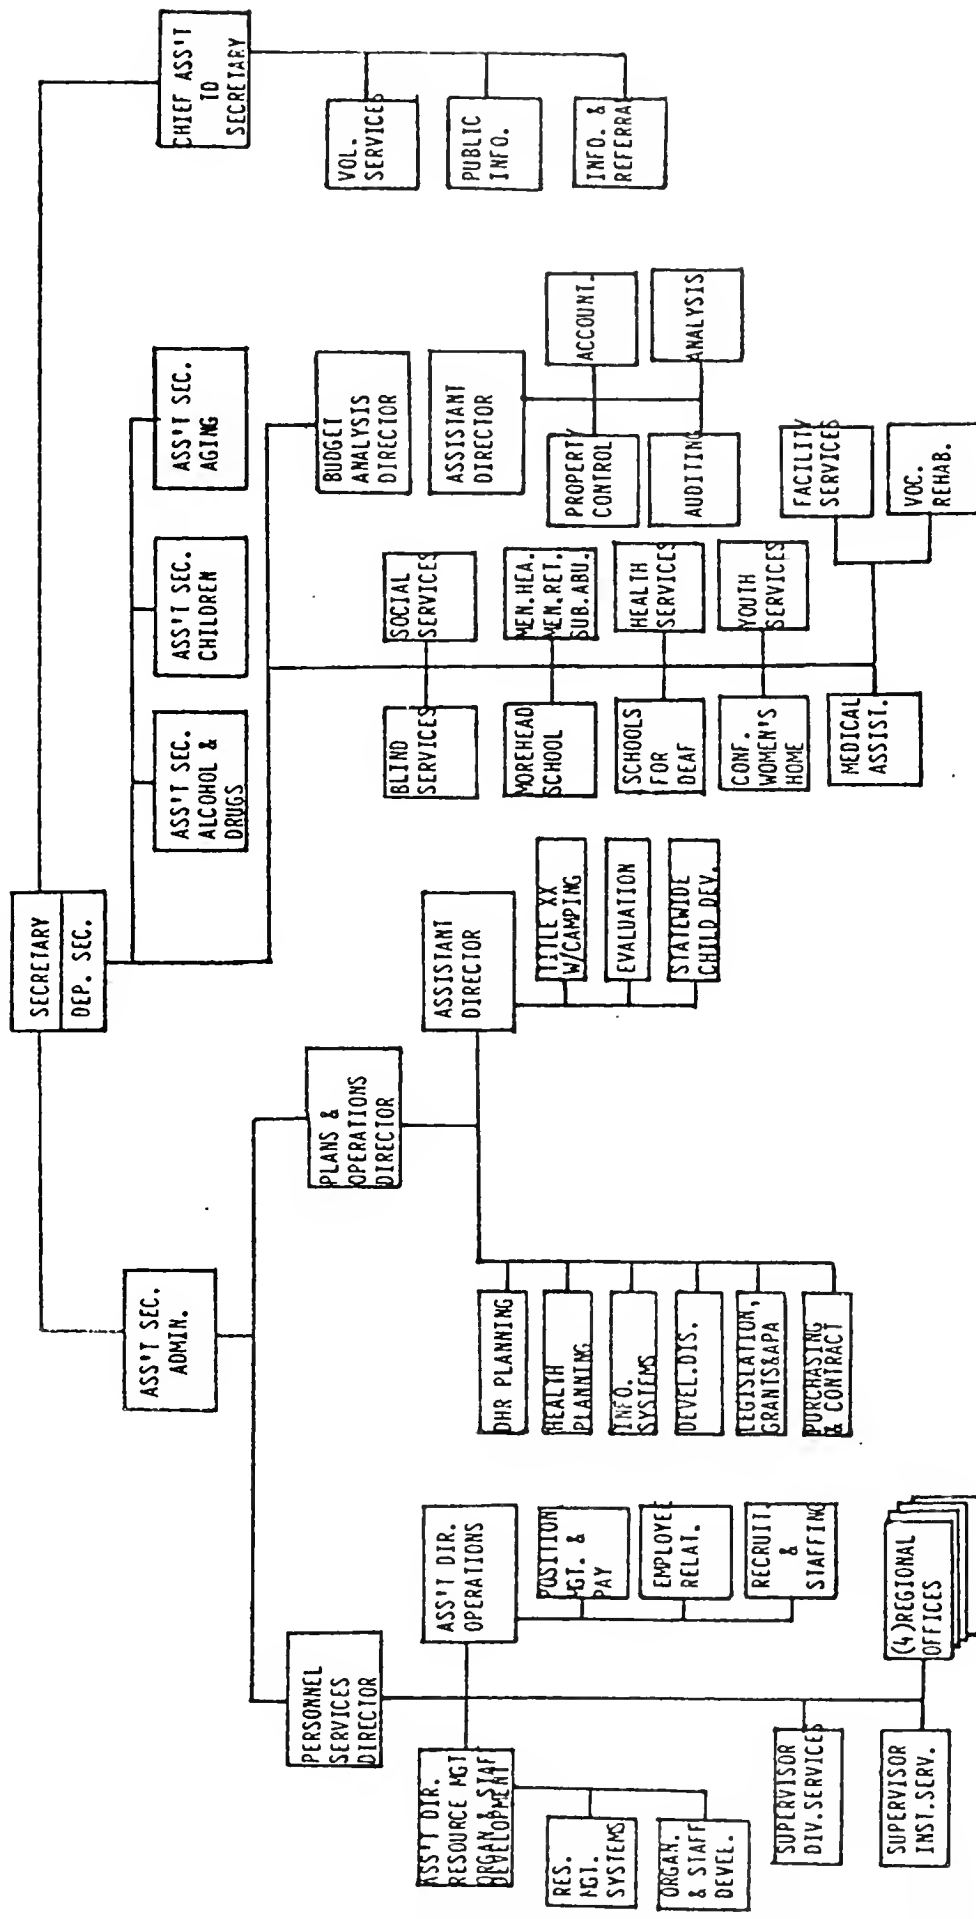 SECRETARY
DEP. SEC.
CHIEF ASS'T
TO
SECRETARY
VOL.
SERVICES
PUBLIC
INFO.
INFO. &
REFERRAL
ASS'T SEC.
ALCOHOL &
DRUGS
ASS'T SEC.
CHILDREN
ASS'T SEC.
AGING
BUDGET
ANALYSIS
DIRECTOR
ASSISTANT
DIRECTOR
PROPERTY
CONTROL
ACCOUNT.
AUDITING
ANALYSIS
BLIND
SERVICES
SOCIAL
SERVICES
MOREHEAD
SCHOOL
MEN.HEA.
MEN.RET.
SUB.ABU.
SCHOOLS
FOR
DEAF
HEALTH
SERVICES
CONF.
WOMEN'S
HOME
YOUTH
SERVICES
MEDICAL
ASSIST.
FACILITY
SERVICES
VOC.
REHAB.
ASS'T SEC.
ADMIN.
PLANS &
OPERATIONS
DIRECTOR
ASSISTANT
DIRECTOR
TITLE XX
W/CAMPING
EVALUATION
STATEWIDE
CHILD DEV.
DHR PLANNING
HEALTH
PLANNING
INFO.
SYSTEMS
DEVEL.DIS.
LEGISLATION,
GRANTS&APA
PURCHASING
& CONTRACT
PERSONNEL
SERVICES
DIRECTOR
ASS'T DIR.
RESOURCE MGT
ORGAN & STAF
DEVELOPMENT
RES.
MGT.
SYSTEMS
ORGAN.
& STAFF
DEVEL.
ASS'T DIR.
OPERATIONS
POSITION
MGT. &
PAY
EMPLOYEE
RELAT.
RECRUIT.
&
STAFFING
SUPERVISOR
DIV.SERVICES
SUPERVISOR
INST.SERV.
(4)REGIONAL
OFFICES